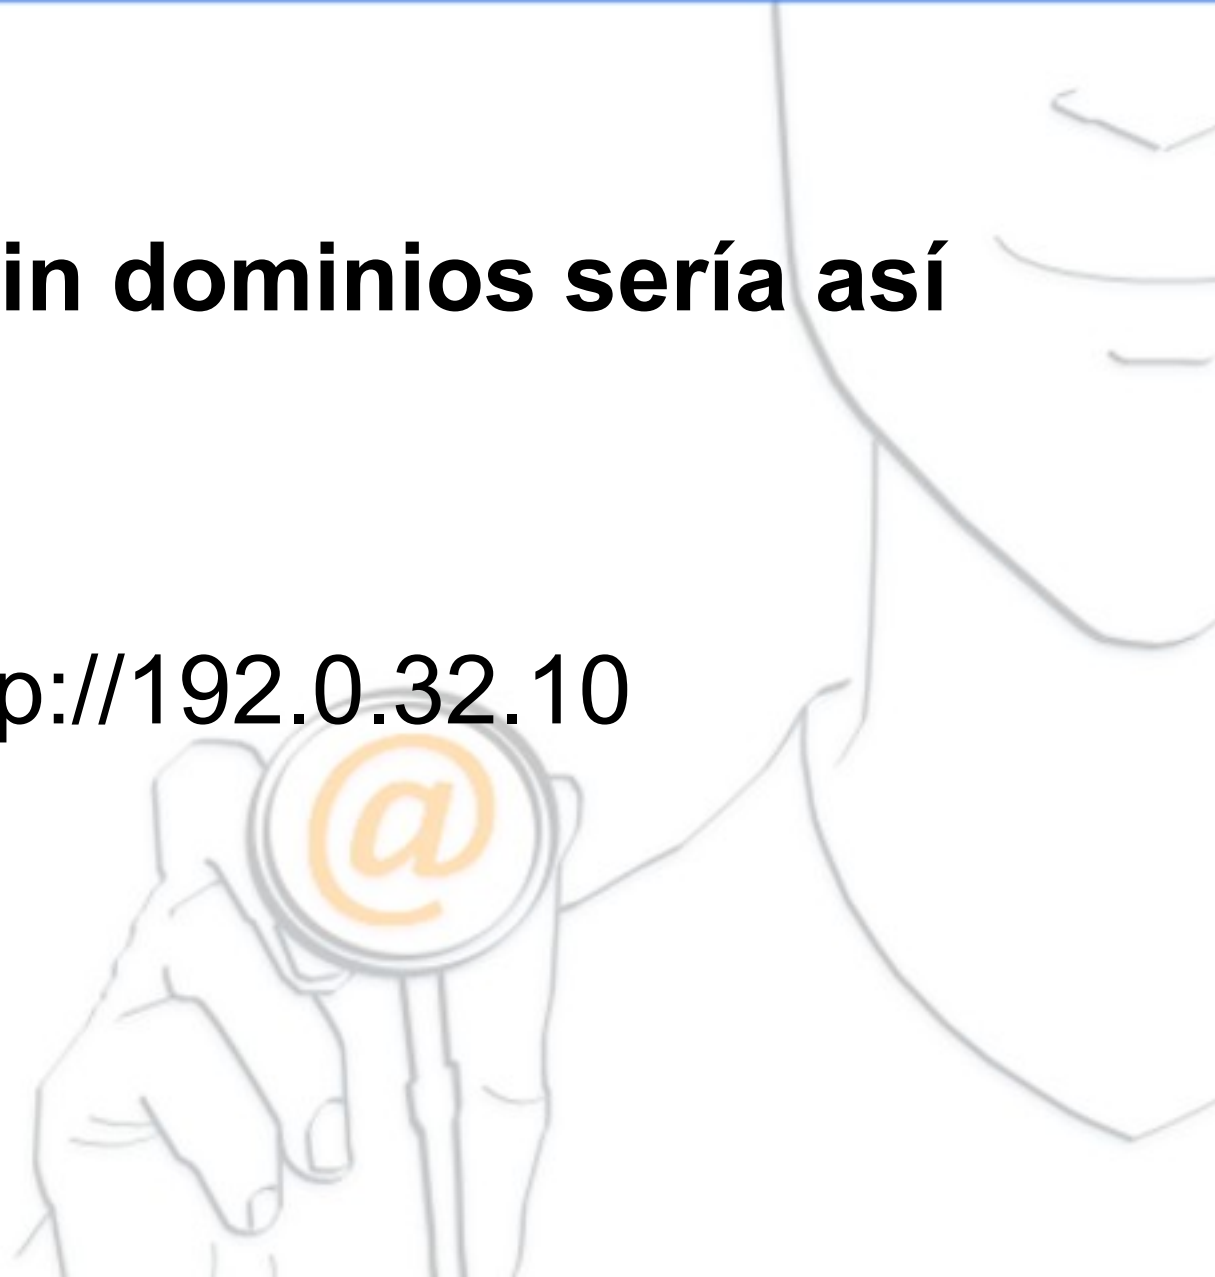 in dominios sería así
p://192.0.32.10
@